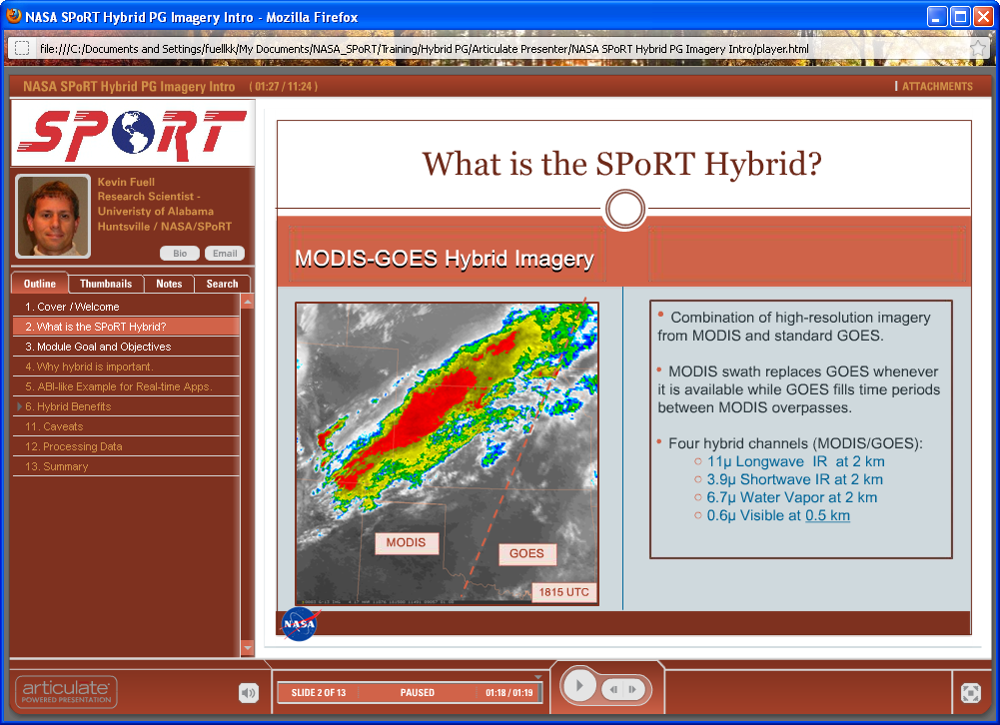 NASA SPoRT Hybrid PG Imagery Intro - Mozilla Firefox
file:///C:/Documents and Settings/fuellkk/My Documents/NASA_SPoRT/Training/Hybrid PG/Articulate Presenter/NASA SPoRT Hybrid PG Imagery Intro/player.html
NASA SPoRT Hybrid PG Imagery Intro ( 01:27 / 11:24 )
ATTACHMENTS
SPoRT
Kevin Fuell
Research Scientist -
Univeristy of Alabama
Huntsville / NASA/SPoRT
Bio Email
Outline Thumbnails Notes Search
1. Cover / Welcome
2. What is the SPoRT Hybrid?
3. Module Goal and Objectives
4. Why hybrid is important.
5. ABI-like Example for Real-time Apps.
6. Hybrid Benefits
11. Caveats
12. Processing Data
13. Summary
What is the SPoRT Hybrid?
MODIS-GOES Hybrid Imagery
MODIS
GOES
1815 UTC
NASA
• Combination of high-resolution imagery
from MODIS and standard GOES.
• MODIS swath replaces GOES whenever
it is available while GOES fills time periods
between MODIS overpasses.
• Four hybrid channels (MODIS/GOES):
○ 11µ Longwave IR at 2 km
○ 3.9µ Shortwave IR at 2 km
○ 6.7µ Water Vapor at 2 km
○ 0.6µ Visible at 0.5 km
articulate®
POWERED PRESENTATION
SLIDE 2 OF 13 PAUSED 01:18 / 01:19